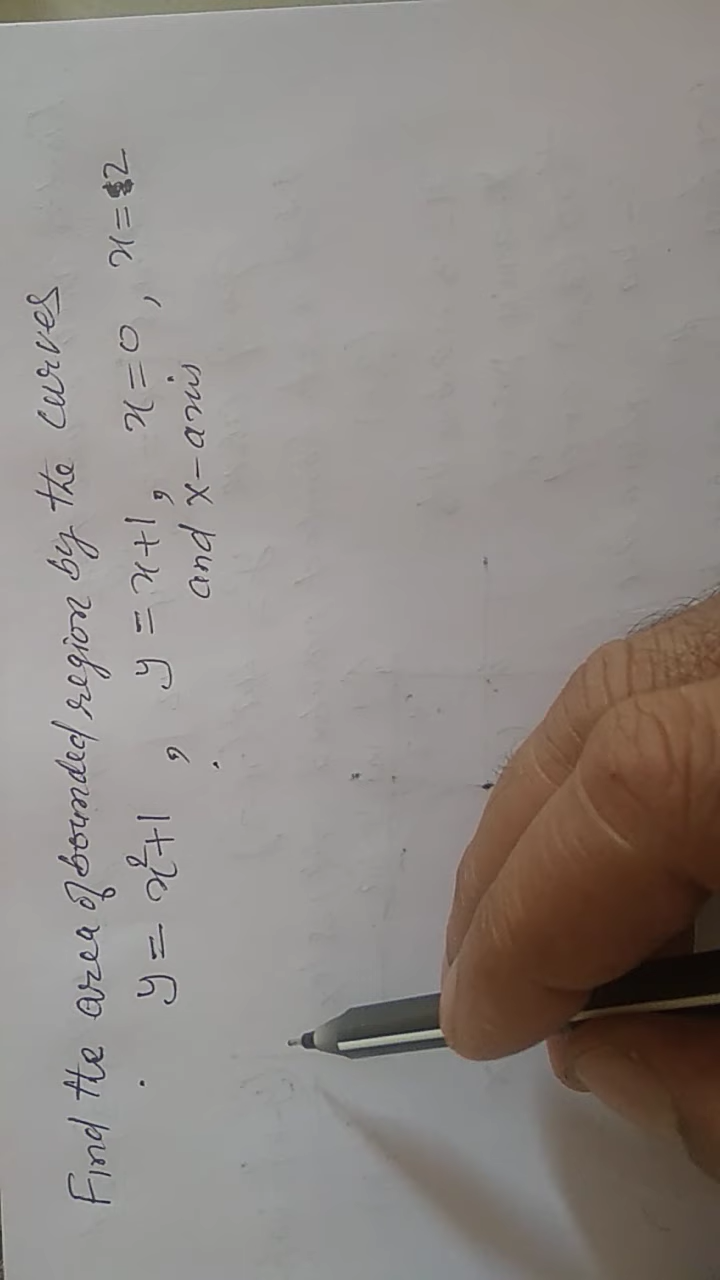 Find the area of bounded region by the curves
y = x²+1 , y = x+1, x=0, x=2
and x-axis